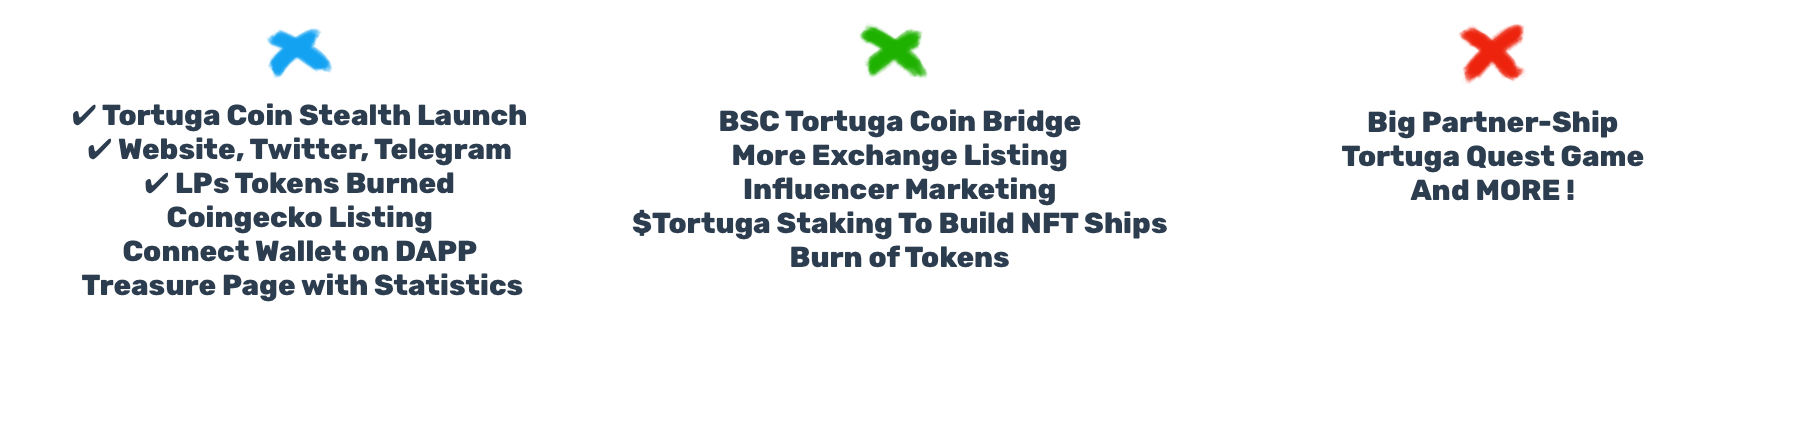 ✔ Tortuga Coin Stealth Launch
✔ Website, Twitter, Telegram
✔ LPs Tokens Burned
Coingecko Listing
Connect Wallet on DAPP
Treasure Page with Statistics
BSC Tortuga Coin Bridge
More Exchange Listing
Influencer Marketing
$Tortuga Staking To Build NFT Ships
Burn of Tokens
Big Partner-Ship
Tortuga Quest Game
And MORE !